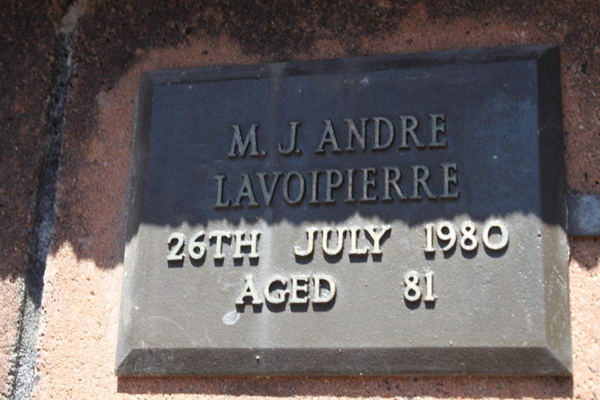 M. J. ANDRE
LAVOIPIERRE
26TH JULY 1980
AGED 81